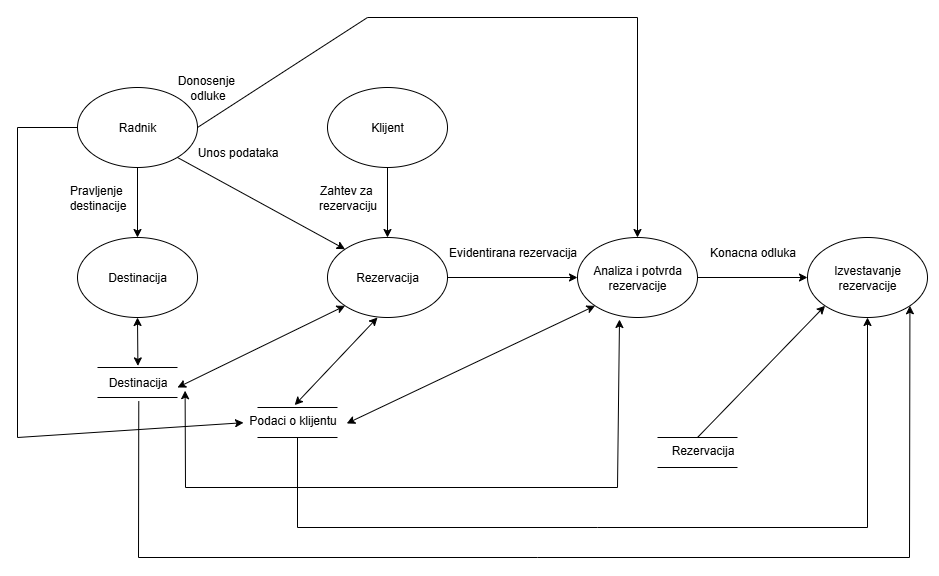 Donosenje
odluke
Radnik
Klijent
Unos podataka
Pravljenje
destinacije
Zahtev za
rezervaciju
Evidentirana rezervacija
Konacna odluka
Destinacija
Rezervacija
Analiza i potvrda
rezervacije
Izvestavanje
rezervacije
Destinacija
Podaci o klijentu
Rezervacija